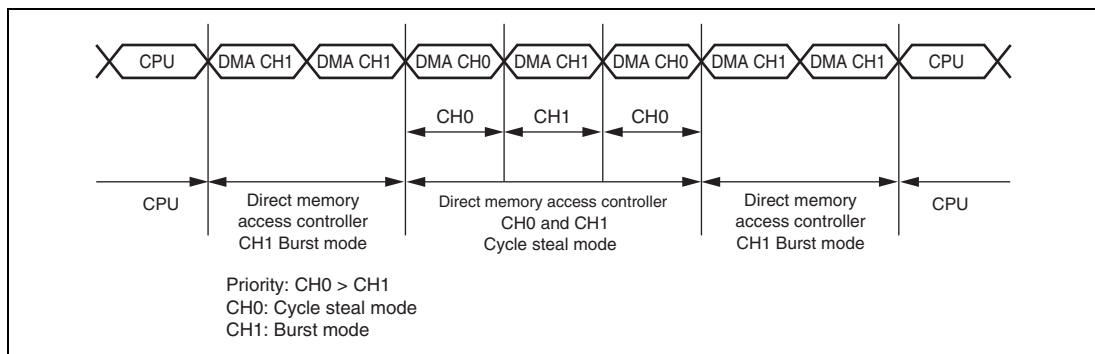 CPU DMA CH1 DMA CH1 DMA CH0 DMA CH1 DMA CH0 DMA CH1 DMA CH1 CPU
CH0 CH1 CH0
CPU
Direct memory
access controller
CH1 Burst mode
Direct memory access controller
CH0 and CH1
Cycle steal mode
Direct memory
access controller
CH1 Burst mode
CPU
Priority: CH0 > CH1
CH0: Cycle steal mode
CH1: Burst mode